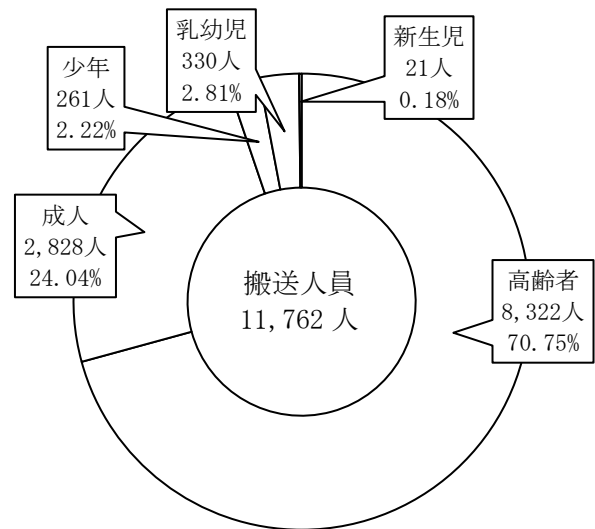 乳幼児
330人
2.81%
新生児
21人
0.18%
少年
261人
2.22%
成人
2,828人
24.04%
搬送人員
11,762 人
高齢者
8,322人
70.75%